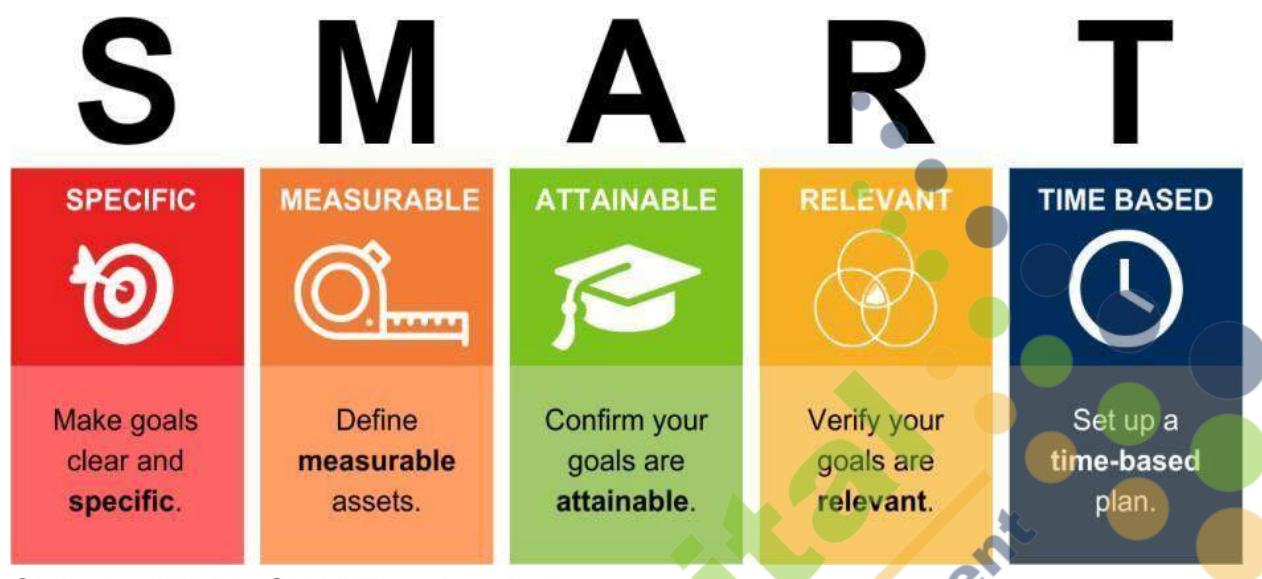 S M A R T
SPECIFIC
Make goals
clear and
specific.
MEASURABLE
Define
measurable
assets.
ATTAINABLE
Confirm your
goals are
attainable.
RELEVANT
Verify your
goals are
relevant.
TIME BASED
Set up a
time-based
plan.